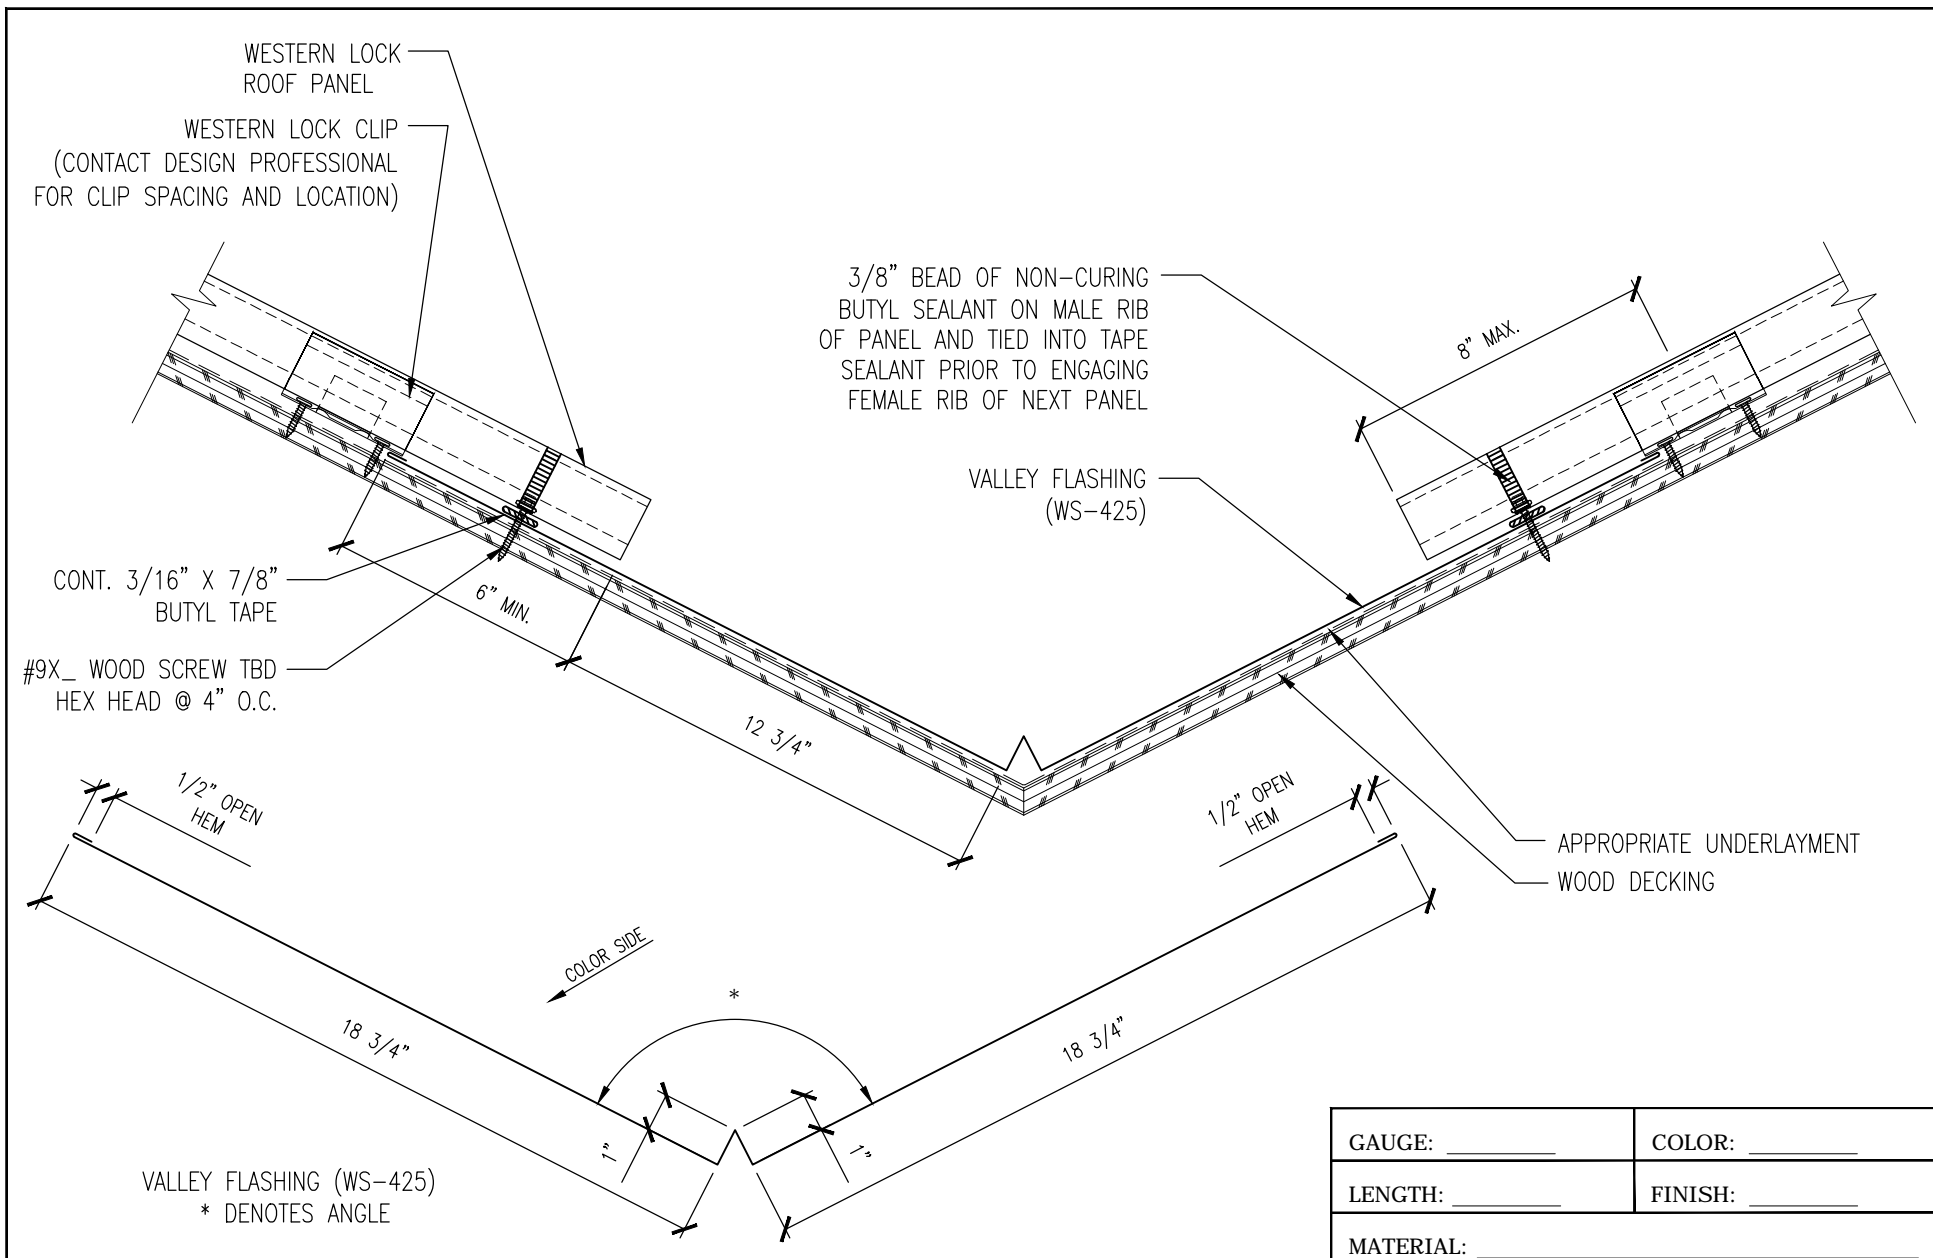 WESTERN LOCK
ROOF PANEL
WESTERN LOCK CLIP
(CONTACT DESIGN PROFESSIONAL
FOR CLIP SPACING AND LOCATION)
3/8" BEAD OF NON-CURING
BUTYL SEALANT ON MALE RIB
OF PANEL AND TIED INTO TAPE
SEALANT PRIOR TO ENGAGING
FEMALE RIB OF NEXT PANEL
8" MAX.
VALLEY FLASHING
(WS-425)
CONT. 3/16" X 7/8"
BUTYL TAPE
6" MIN.
#9X_ WOOD SCREW TBD
HEX HEAD @ 4" O.C.
12 3/4"
1/2" OPEN
HEM
1/2" OPEN
HEM
APPROPRIATE UNDERLAYMENT
WOOD DECKING
COLOR SIDE
*
18 3/4"
18 3/4"
1"
1"
VALLEY FLASHING (WS-425)
* DENOTES ANGLE
GAUGE: ________
COLOR: ________
LENGTH: ________
FINISH: ________
MATERIAL: ________